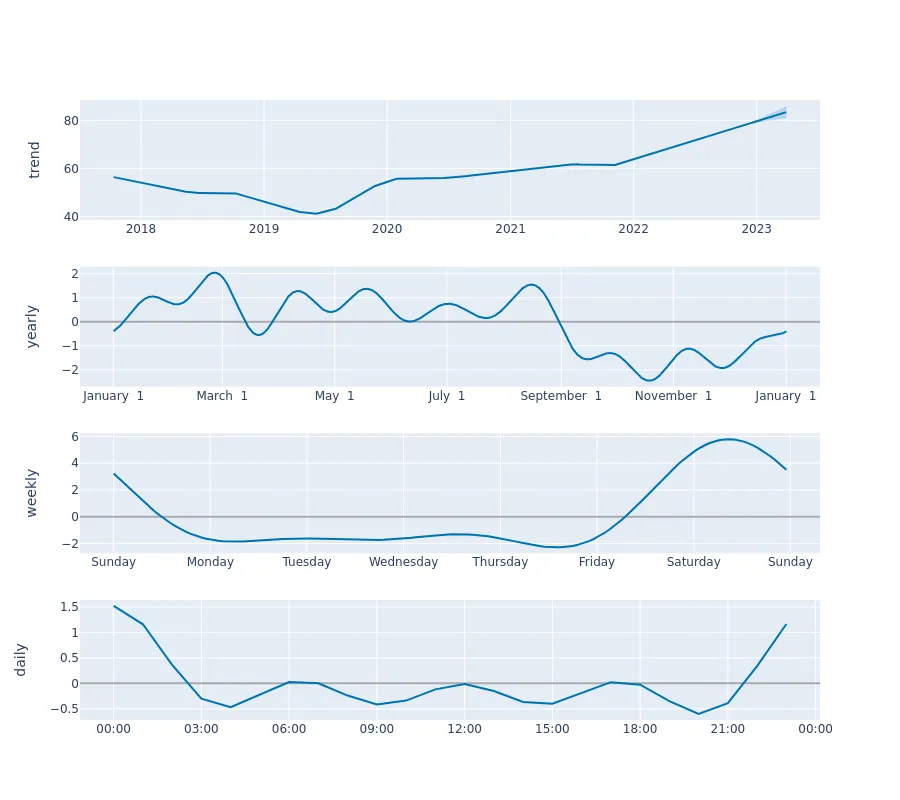 trend
80
60
40
2018 2019 2020 2021 2022 2023
yearly
2
1
0
−1
−2
January 1 March 1 May 1 July 1 September 1 November 1 January 1
weekly
6
4
2
0
−2
Sunday Monday Tuesday Wednesday Thursday Friday Saturday Sunday
daily
1.5
1
0.5
0
−0.5
00:00 03:00 06:00 09:00 12:00 15:00 18:00 21:00 00:00